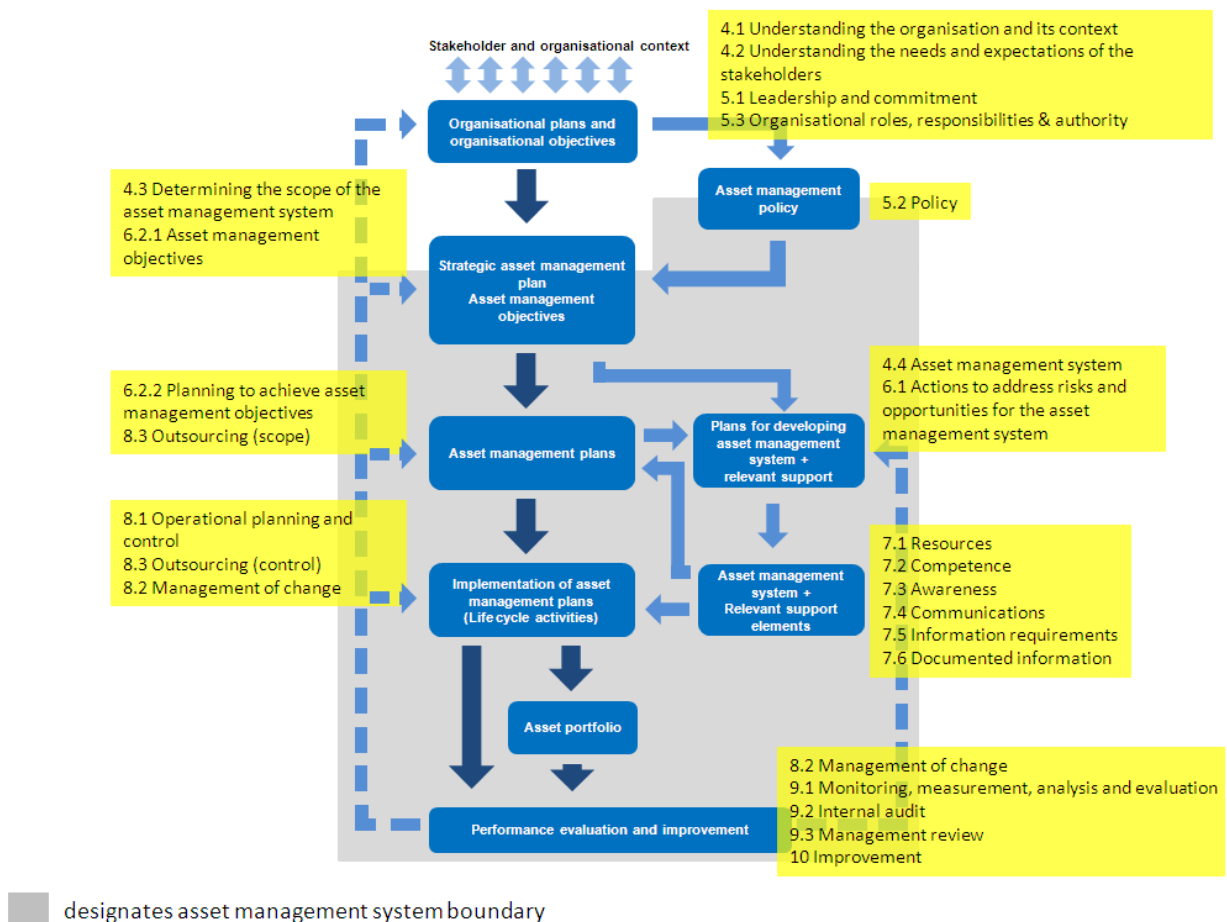 Stakeholder and organisational context
4.1 Understanding the organisation and its context
4.2 Understanding the needs and expectations of the
stakeholders
5.1 Leadership and commitment
5.3 Organisational roles, responsibilities & authority
Organisational plans and
organisational objectives
4.3 Determining the scope of the
asset management system
6.2.1 Asset management
objectives
Asset management
policy
5.2 Policy
Strategic asset management
plan
Asset management
objectives
4.4 Asset management system
6.1 Actions to address risks and
opportunities for the asset
management system
6.2.2 Planning to achieve asset
management objectives
8.3 Outsourcing (scope)
Asset management plans
Plans for developing
asset management
system +
relevant support
8.1 Operational planning and
control
8.3 Outsourcing (control)
8.2 Management of change
Implementation of asset
management plans
(Life cycle activities)
Asset management
system +
Relevant support
elements
7.1 Resources
7.2 Competence
7.3 Awareness
7.4 Communications
7.5 Information requirements
7.6 Documented information
Asset portfolio
Performance evaluation and improvement
8.2 Management of change
9.1 Monitoring, measurement, analysis and evaluation
9.2 Internal audit
9.3 Management review
10 Improvement
designates asset management system boundary